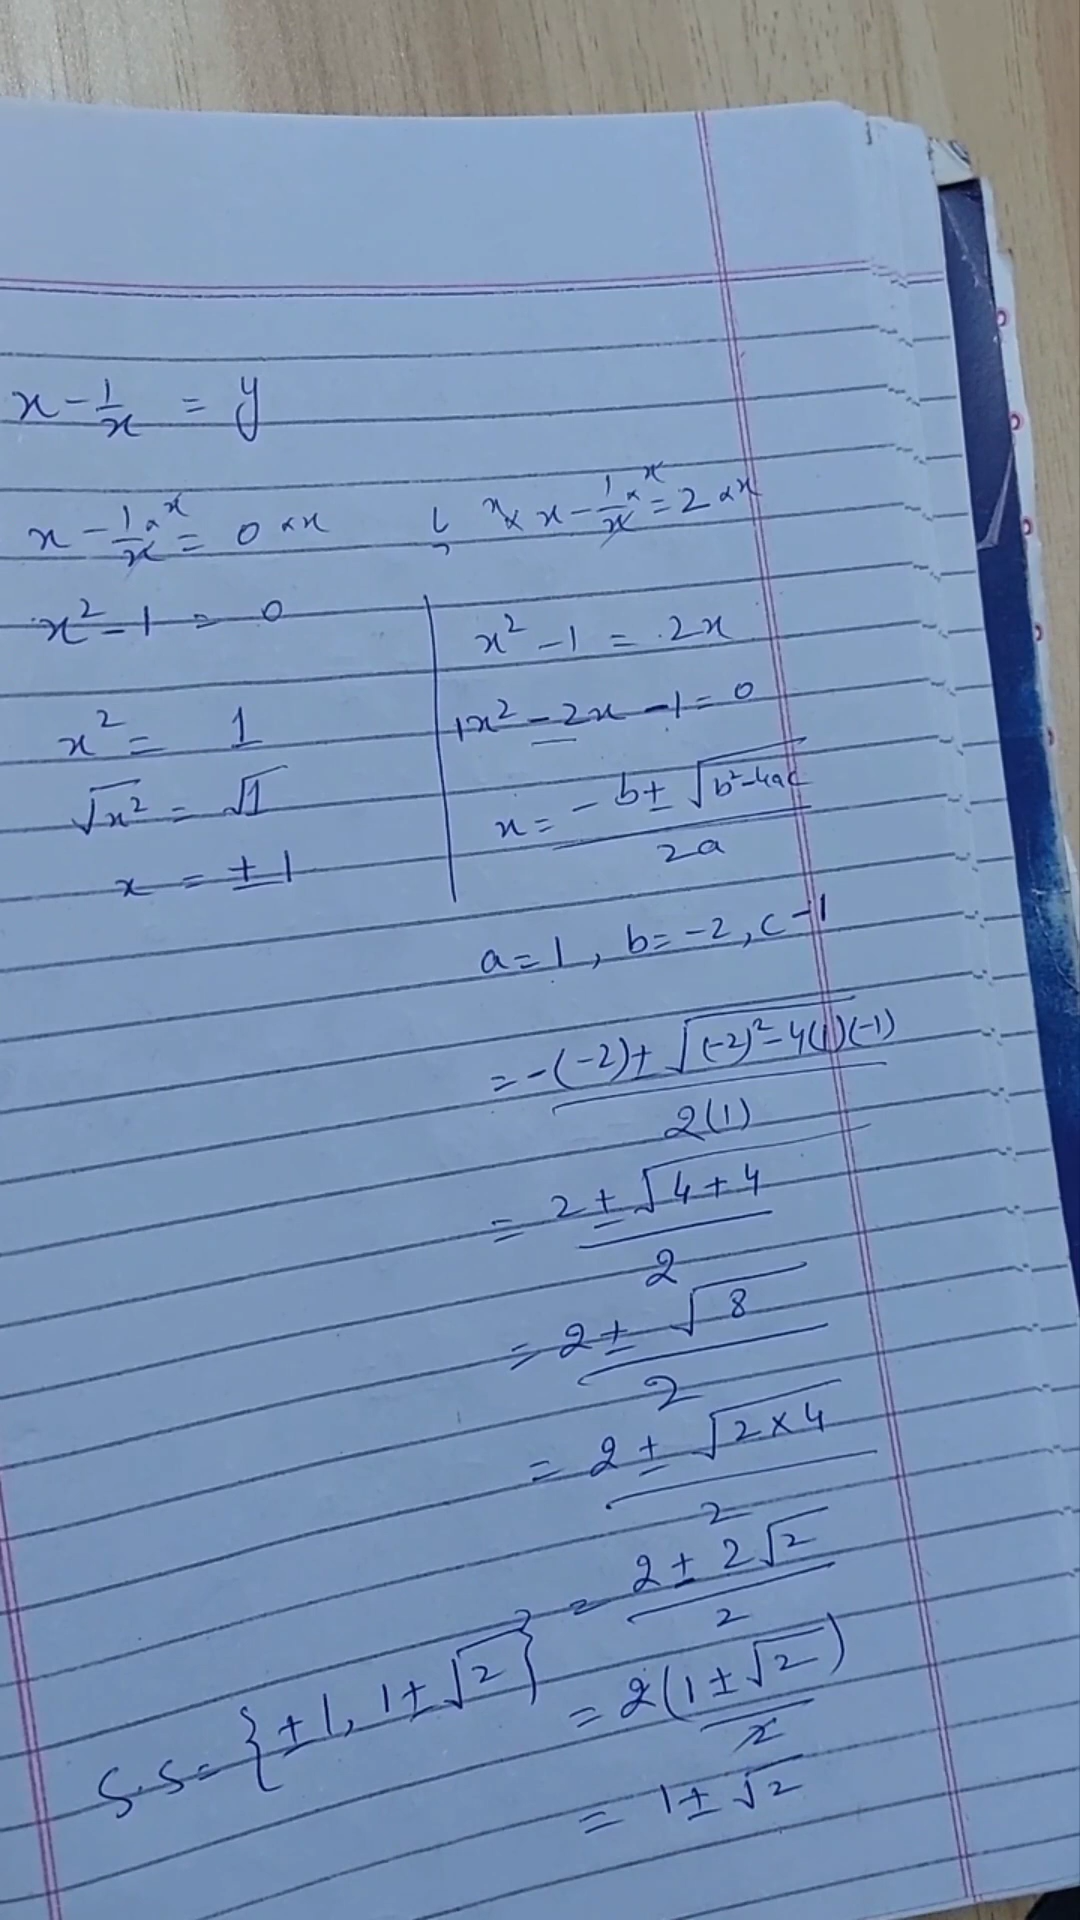 x - 1/x = y
x - 1/x × x = 0 × x
x × x - 1/x × x = 2 × x
x² - 1 = 0
x² = 1
√x² = √1
x = ±1
x² - 1 = 2x
1x² - 2x - 1 = 0
x = -b ± √b²-4ac / 2a
a = 1, b = -2, c -1
= -(-2) ± √(-2)² - 4(1)(-1) / 2(1)
= 2 ± √4 + 4 / 2
= 2 ± √8 / 2
= 2 ± √2 × 4 / 2
= 2 ± 2√2 / 2
= 2(1 ± √2) / 2
= 1 ± √2
S.S = {±1, 1 ± √2}